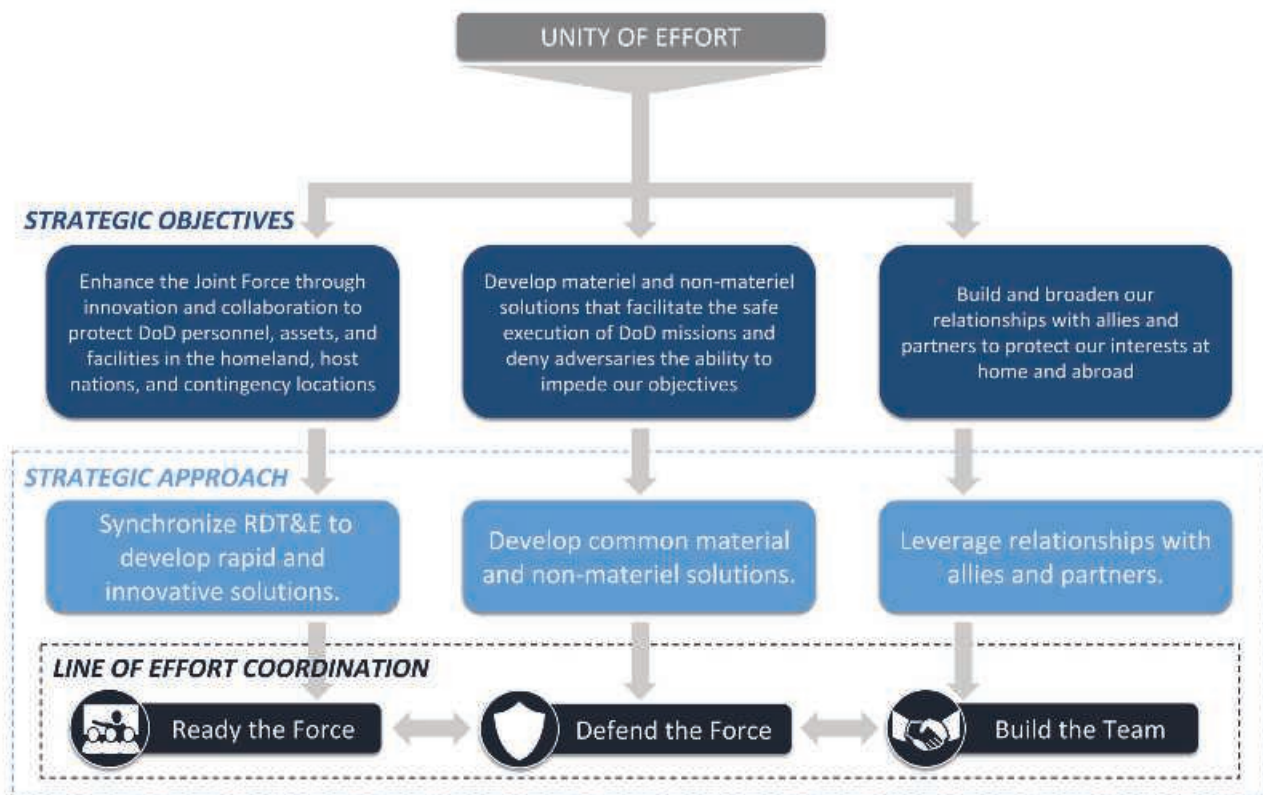 UNITY OF EFFORT
STRATEGIC OBJECTIVES
Enhance the Joint Force through
innovation and collaboration to
protect DoD personnel, assets, and
facilities in the homeland, host
nations, and contingency locations
Develop materiel and non-materiel
solutions that facilitate the safe
execution of DoD missions and
deny adversaries the ability to
impede our objectives
Build and broaden our
relationships with allies and
partners to protect our interests at
home and abroad
STRATEGIC APPROACH
Synchronize RDT&E to
develop rapid and
innovative solutions.
Develop common material
and non-materiel solutions.
Leverage relationships with
allies and partners.
LINE OF EFFORT COORDINATION
Ready the Force
Defend the Force
Build the Team